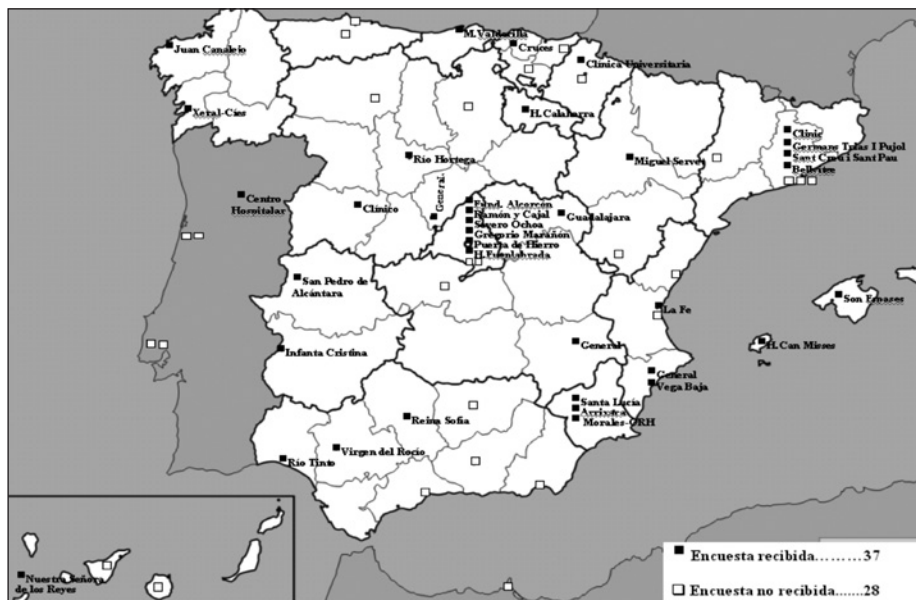 M. Valdecilla
Juan Canalejo
Cruces
Clínica Universitaria
Xeral-Cíes
H. Calahorra
Clinic
Germans Trias I Pujol
Sant Creu i Sant Pau
Bellvitge
Río Hortega
Miguel Servet
General.
Centro
Hospitalar
Clínico
Fund. Alcorcón
Ramón y Cajal
Severo Ochoa
Gregorio Marañón
Puerta de Hierro
H. Fuenlabrada
Guadalajara
San Pedro de
Alcántara
Son Espases
La Fe
H. Can Misses
Infanta Cristina
General
General
Vega Baja
Santa Lucía
Arrixaca
Morales-CRH
Reina Sofia
Virgen del Rocío
Río Tinto
Nuestra Señora
de los Reyes
Encuesta recibida.........37
Encuesta no recibida......28